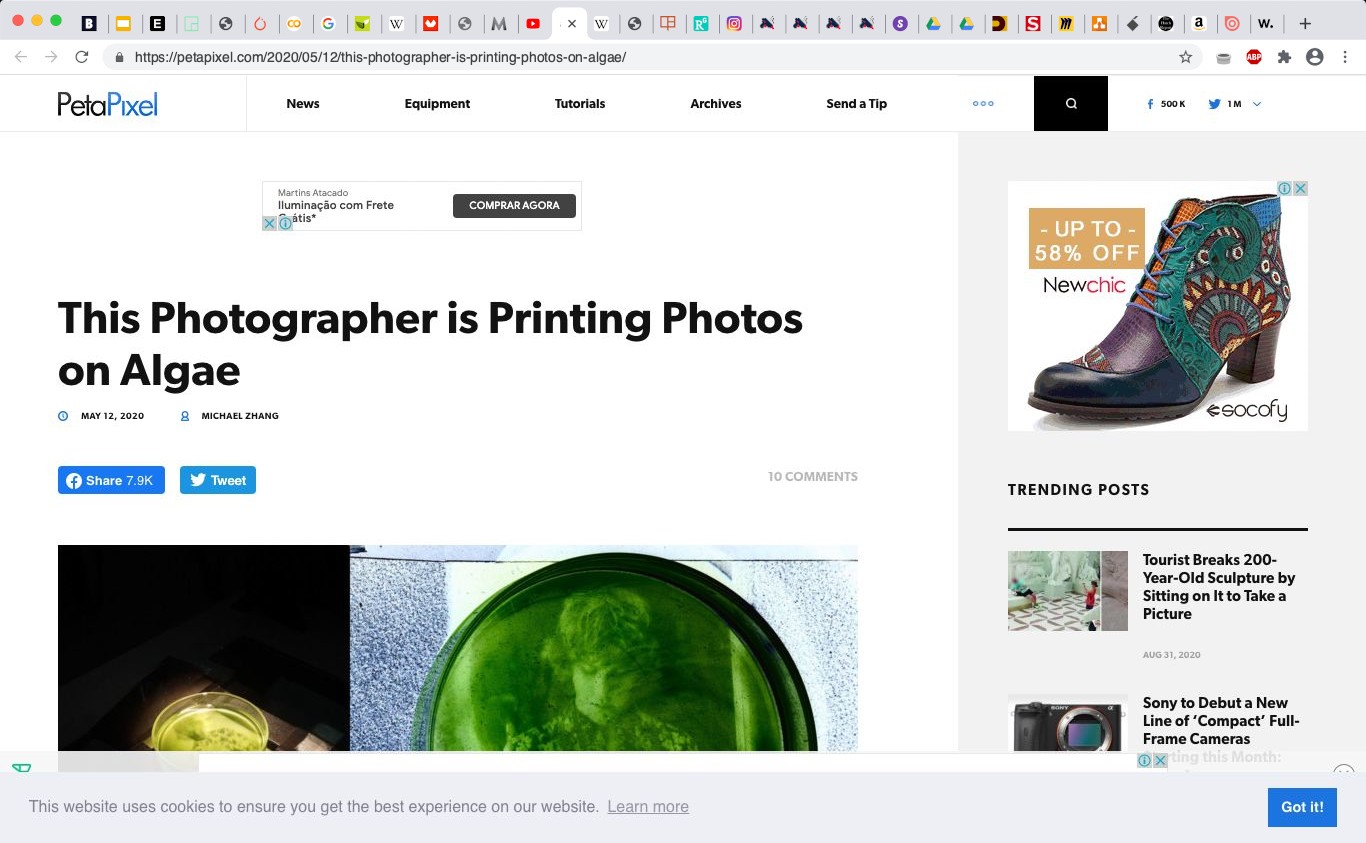 https://petapixel.com/2020/05/12/this-photographer-is-printing-photos-on-algae/
ABP
PetaPixel
News
Equipment
Tutorials
Archives
Send a Tip
500 K
1 M
Martins Atacado
Iluminação com Frete
COMPRAR AGORA
This Photographer is Printing Photos
on Algae
MAY 12, 2020
MICHAEL ZHANG
Share 7.9K
Tweet
10 COMMENTS
- UP TO -
58% OFF
Newchic
socofy
TRENDING POSTS
Tourist Breaks 200-
Year-Old Sculpture by
Sitting on It to Take a
Picture
AUG 31, 2020
SONY
Sony to Debut a New
Line of ‘Compact’ Full-
Frame Cameras
this Month:
This website uses cookies to ensure you get the best experience on our website. Learn more
Got it!